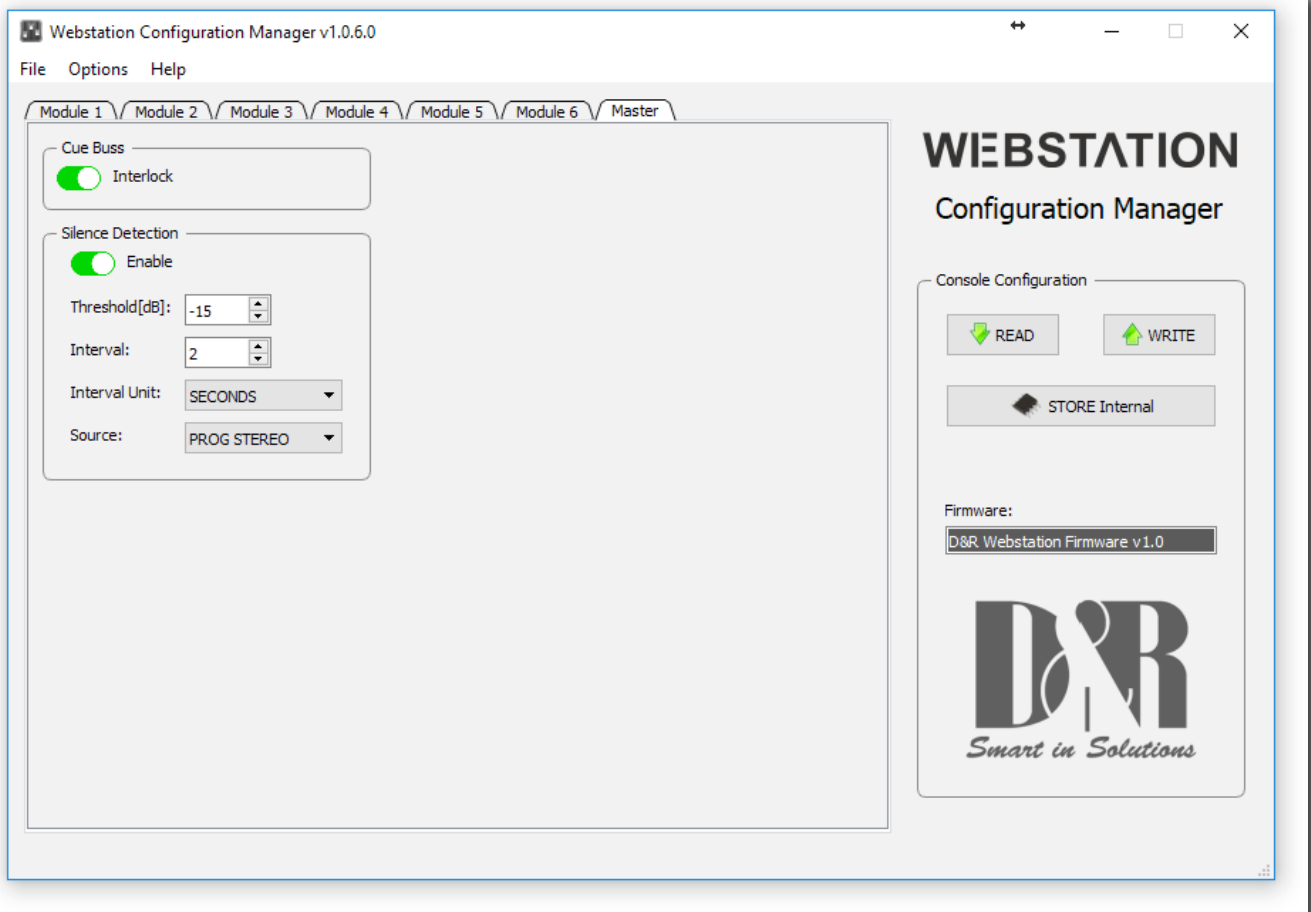 Webstation Configuration Manager v1.0.6.0
File Options Help
Module 1 Module 2 Module 3 Module 4 Module 5 Module 6 Master
Cue Buss
Interlock
Silence Detection
Enable
Threshold[dB]: -15
Interval: 2
Interval Unit: SECONDS
Source: PROG STEREO
WEBSTATION
Configuration Manager
Console Configuration
READ WRITE
STORE Internal
Firmware:
D&R Webstation Firmware v1.0
D&R
Smart in Solutions